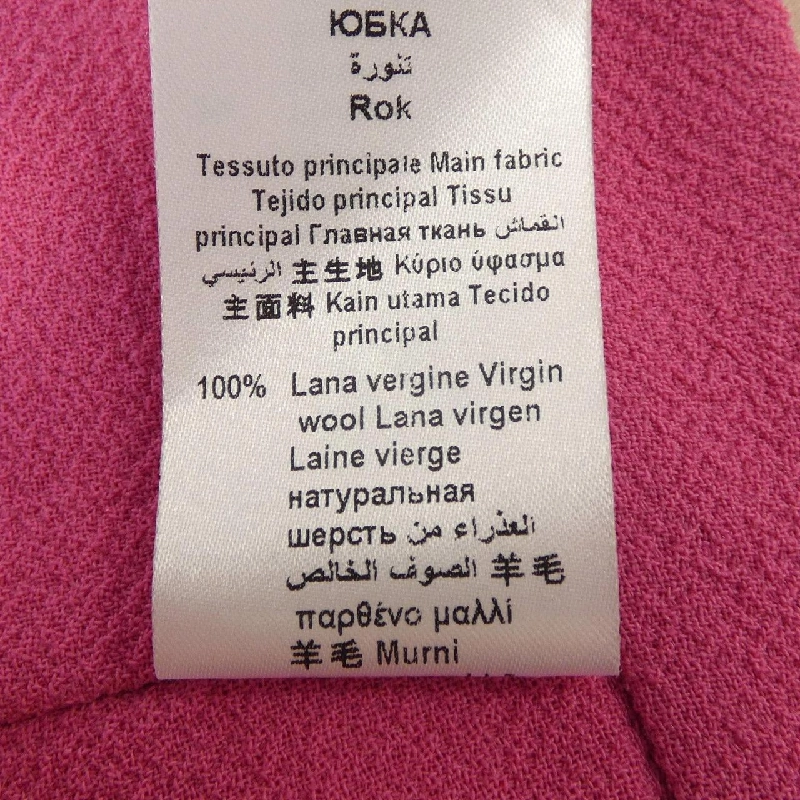 ЮБКА
تنورة
Rok
Tessuto principale Main fabric
Tejido principal Tissu
principal Главная ткань القماش
الرئيسي 主生地 Κύριο ύφασμα
主面料 Kain utama Tecido
principal
100% Lana vergine Virgin
wool Lana virgen
Laine vierge
натуральная
шерсть العذراء من
الصوف الخالص 羊毛
παρθένο μαλλί
羊毛 Murni